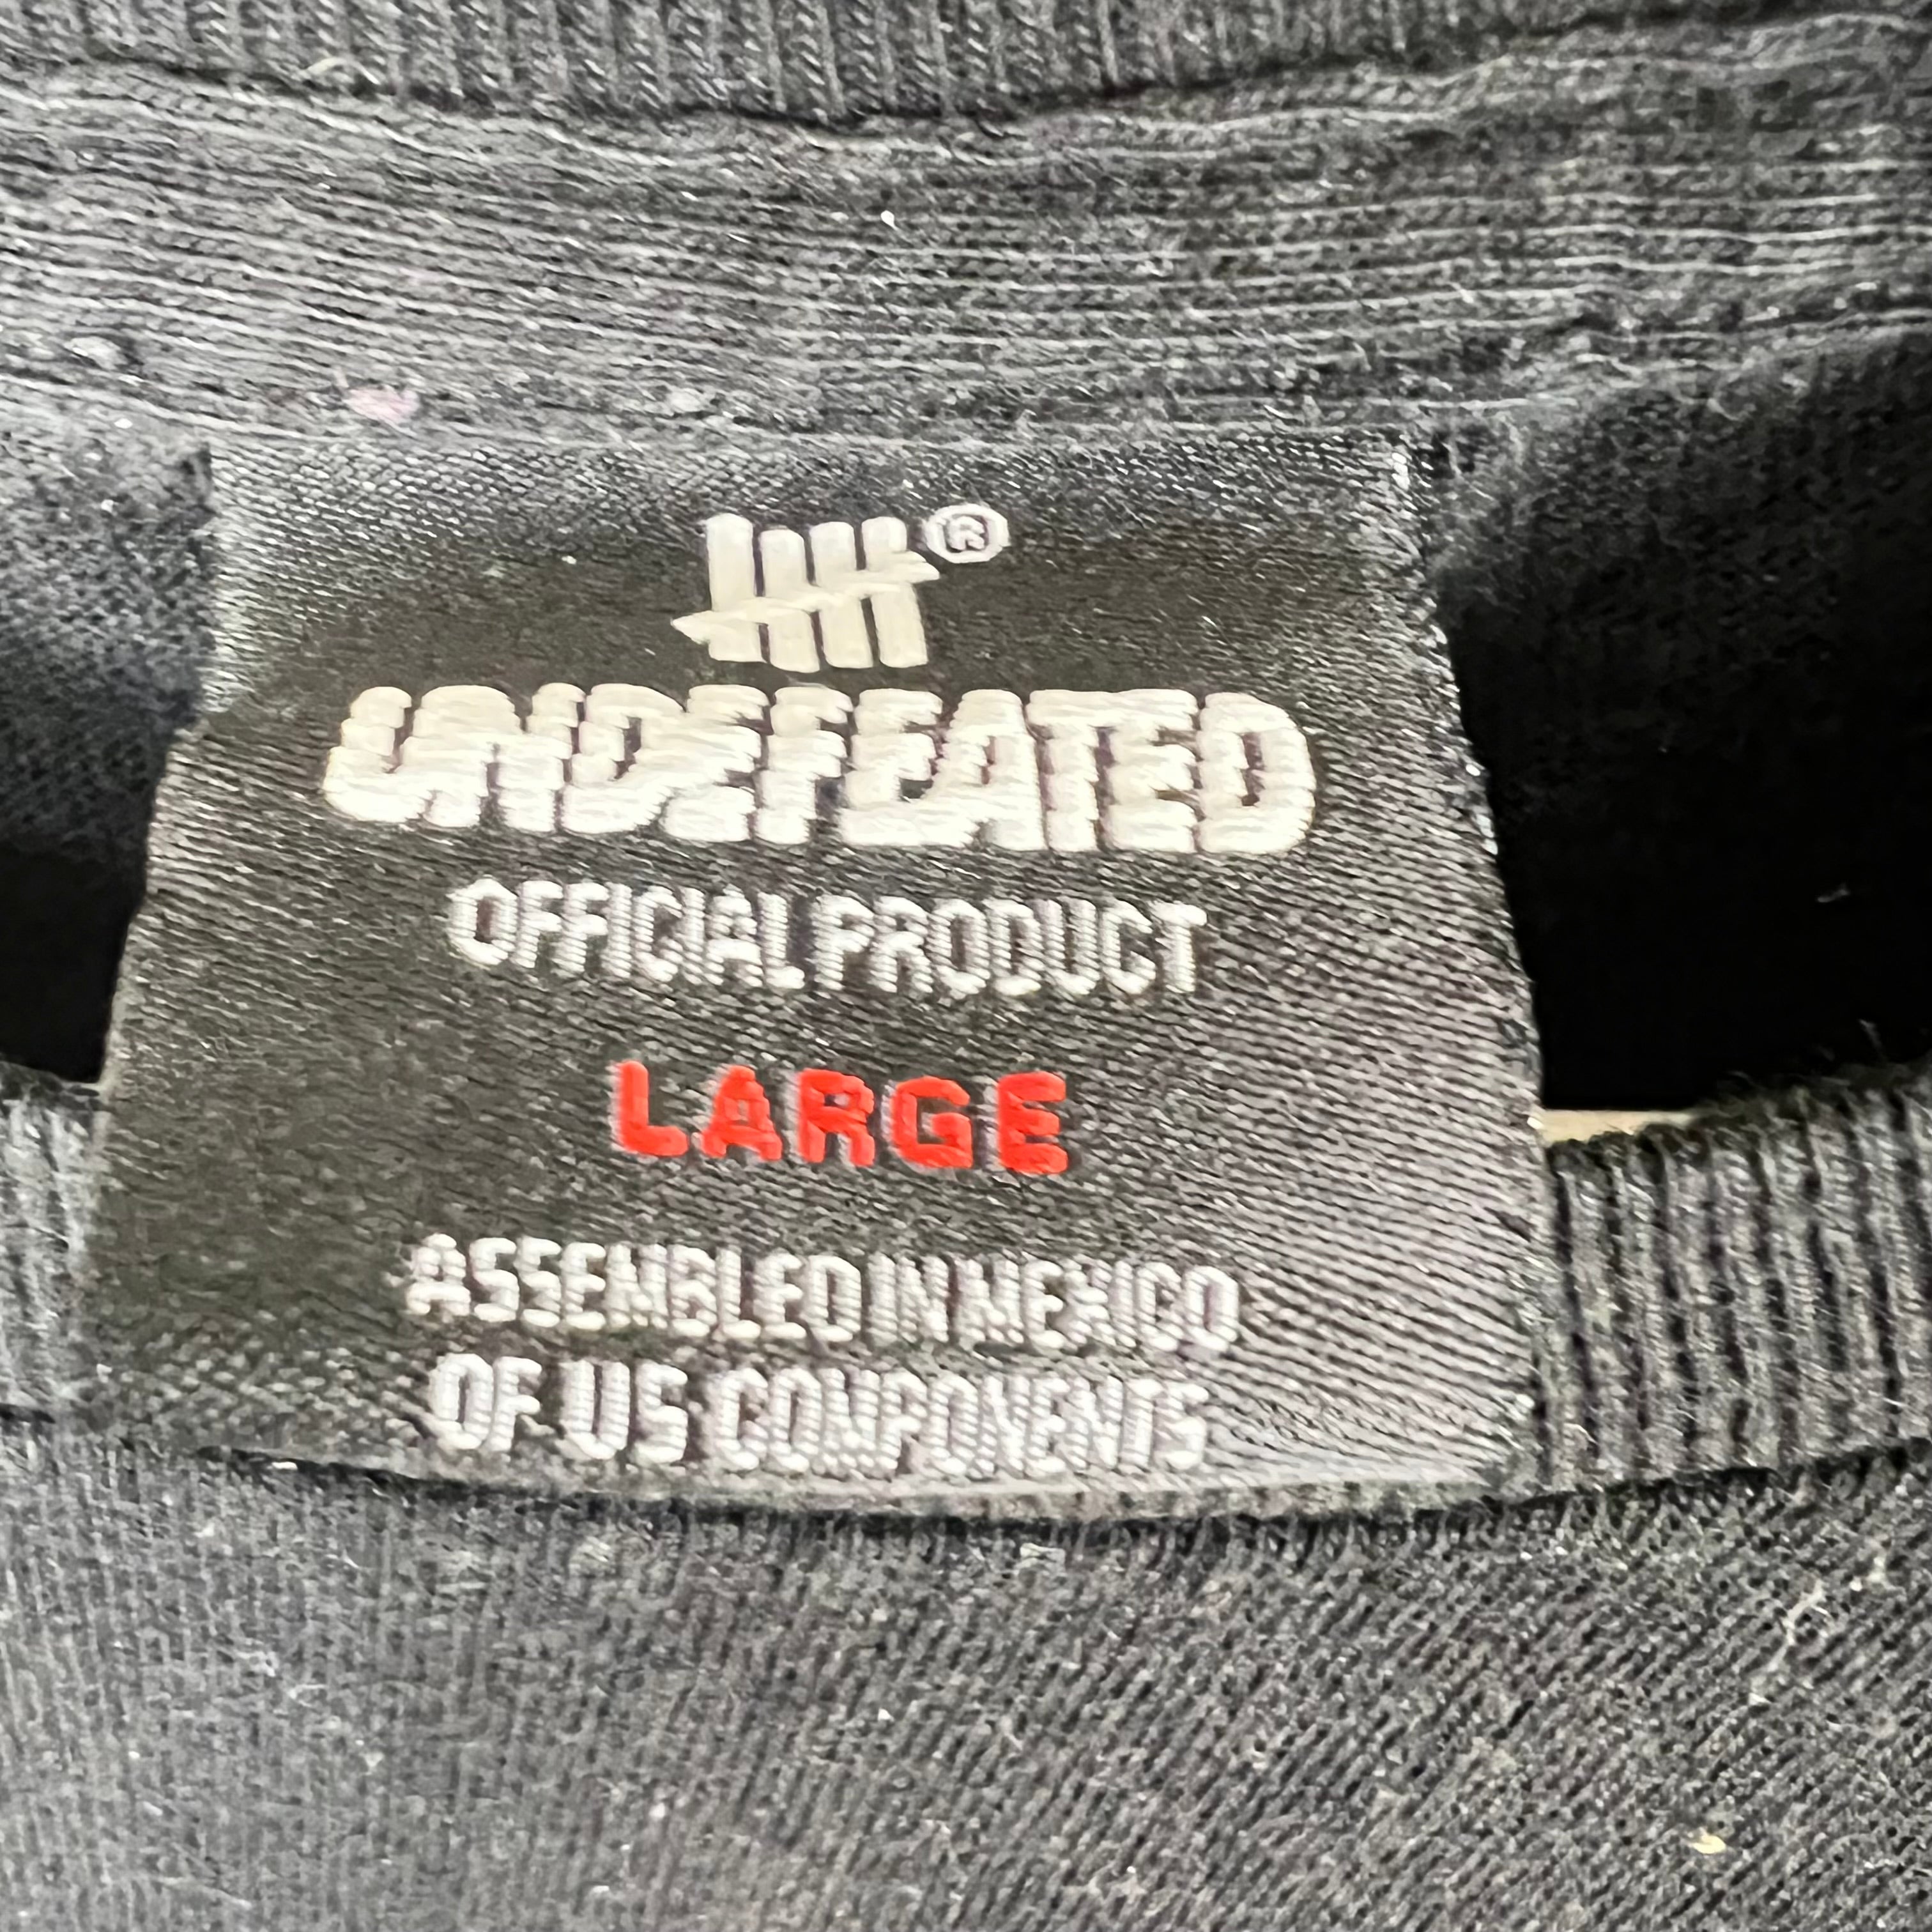 ®
UNDEFEATED
OFFICIAL PRODUCT
LARGE
ASSEMBLED IN MEXICO
OF US COMPONENTS